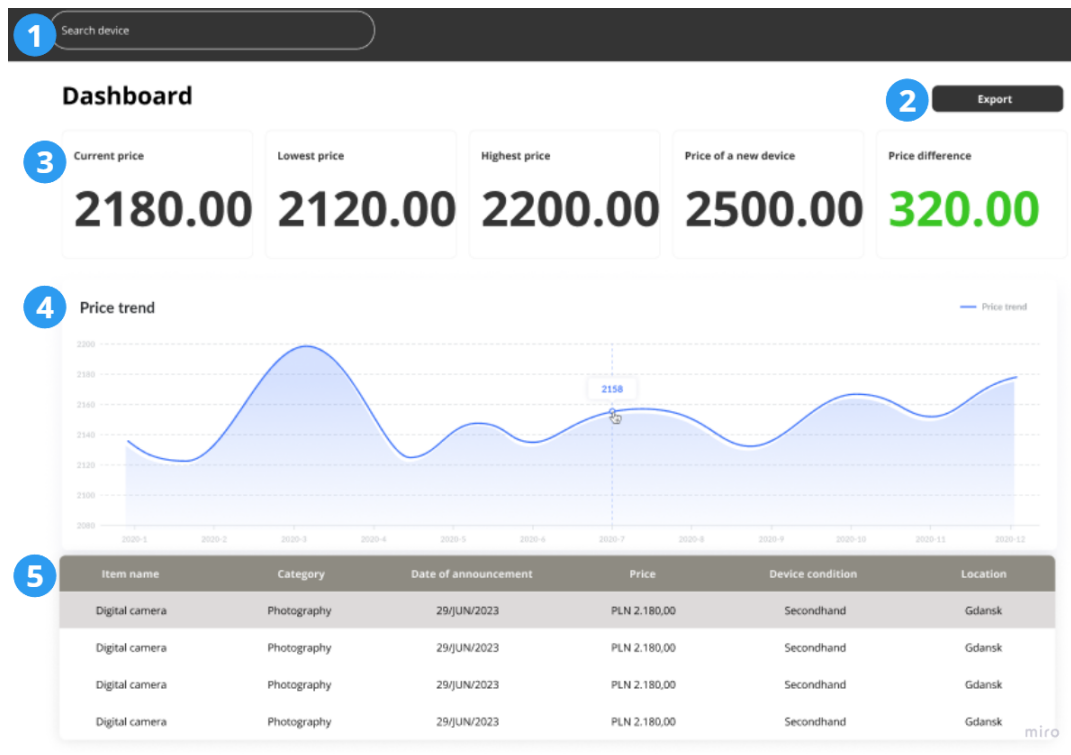 1
Search device
Dashboard
2
Export
3
Current price
Lowest price
Highest price
Price of a new device
Price difference
2180.00
2120.00
2200.00
2500.00
320.00
4
Price trend
Price trend
2200
2180
2160
2140
2120
2100
2080
2158
2020-1 2020-2 2020-3 2020-4 2020-5 2020-6 2020-7 2020-8 2020-9 2020-10 2020-11 2020-12
5
Item name Category Date of announcement Price Device condition Location
Digital camera Photography 29/JUN/2023 PLN 2.180,00 Secondhand Gdansk
Digital camera Photography 29/JUN/2023 PLN 2.180,00 Secondhand Gdansk
Digital camera Photography 29/JUN/2023 PLN 2.180,00 Secondhand Gdansk
Digital camera Photography 29/JUN/2023 PLN 2.180,00 Secondhand Gdansk
miro